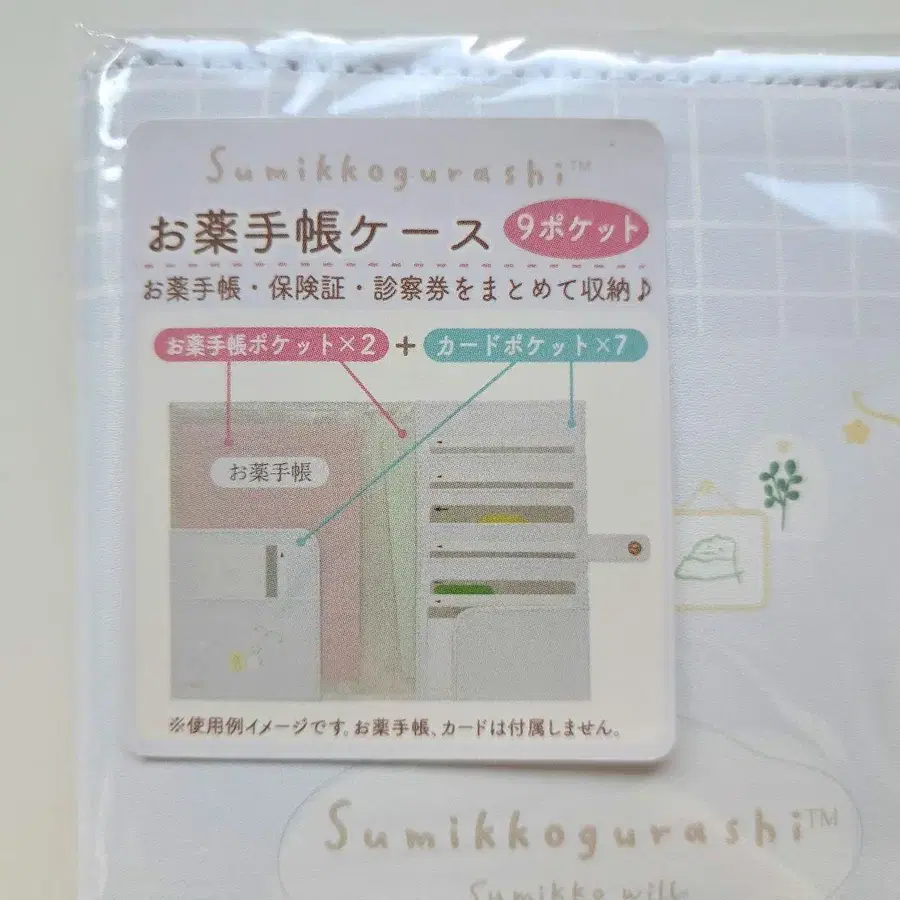 Sumikkogurashi™
お薬手帳ケース 9ポケット
お薬手帳・保険証・診察券をまとめて収納♪
お薬手帳ポケット×2 + カードポケット×7
お薬手帳
※使用例イメージです。お薬手帳、カードは付属しません。
Sumikkogurashi™
Sumikko will